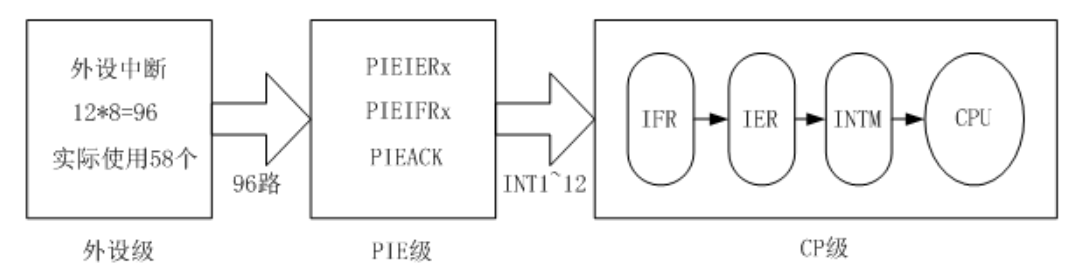 外设中断
12*8=96
实际使用58个
外设级
96路
PIEIERx
PIEIFRx
PIEACK
PIE级
INT1~12
IFR
IER
INTM
CPU
CP级